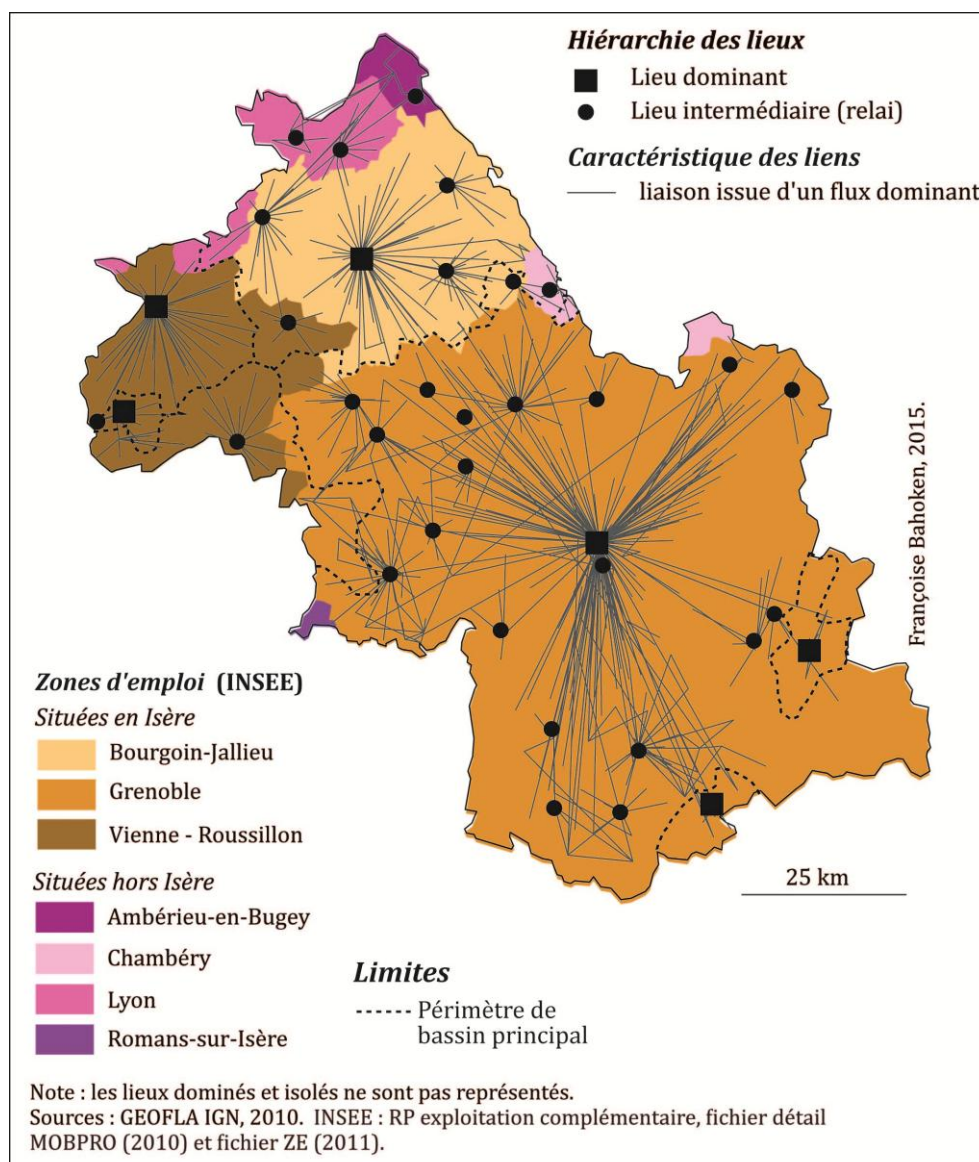 Hiérarchie des lieux
Lieu dominant
Lieu intermédiaire (relai)
Caractéristique des liens
liaison issue d'un flux dominant
Françoise Bahoken, 2015.
Zones d'emploi (INSEE)
Situées en Isère
Bourgoin-Jallieu
Grenoble
Vienne - Roussillon
Situées hors Isère
Ambérieu-en-Bugey
Chambéry
Lyon
Romans-sur-Isère
25 km
Limites
Périmètre de
bassin principal
Note : les lieux dominés et isolés ne sont pas représentés.
Sources : GEOFLA IGN, 2010. INSEE : RP exploitation complémentaire, fichier détail
MOBPRO (2010) et fichier ZE (2011).